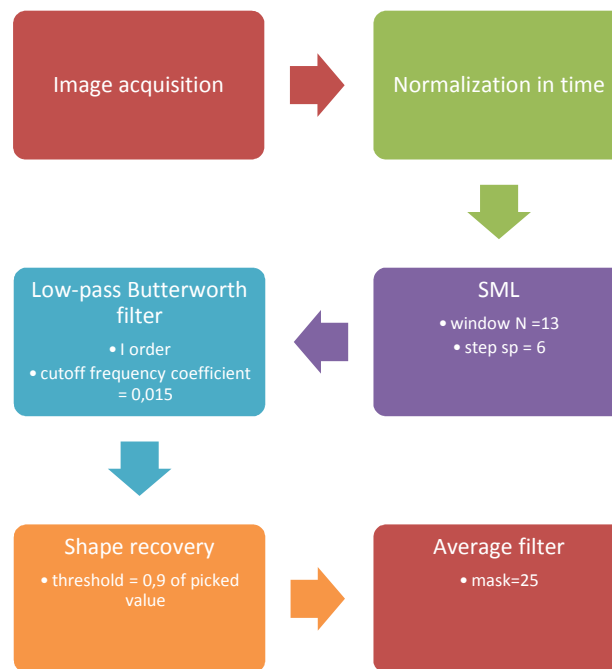 Image acquisition
Normalization in time
SML
• window N =13
• step sp = 6
Low-pass Butterworth
filter
• I order
• cutoff frequency coefficient
= 0,015
Shape recovery
• threshold = 0,9 of picked
value
Average filter
• mask=25